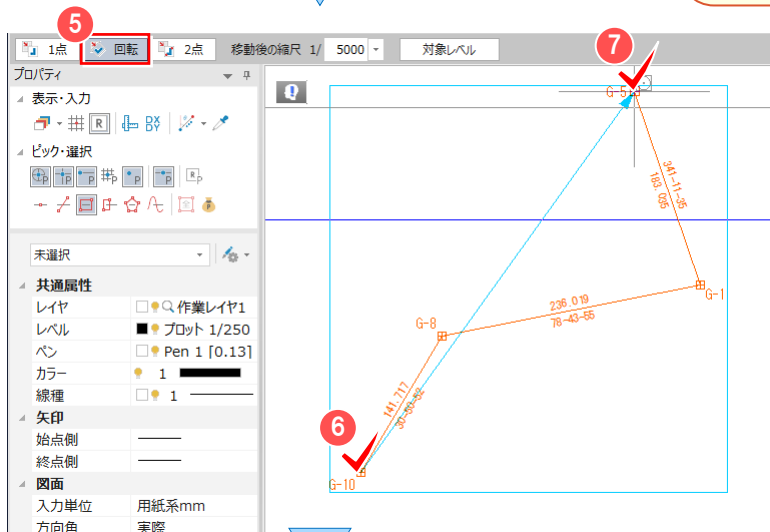 5
1点 回転 2点 移動後の縮尺 1/ 5000 対象レベル
7
プロパティ
表示・入力
R
DX
BY
ピック・選択
P P P P P P R P
未選択
共通属性
レイヤ 作業レイヤ1
レベル プロット 1/250
ペン Pen 1 [0.13]
カラー 1
線種 1
矢印
始点側
終点側
図面
入力単位 用紙系mm
方向角 実際
G-5
341-11-35
183.035
G-1
236.019
78-43-55
G-8
141.717
30-50-52
6
G-10